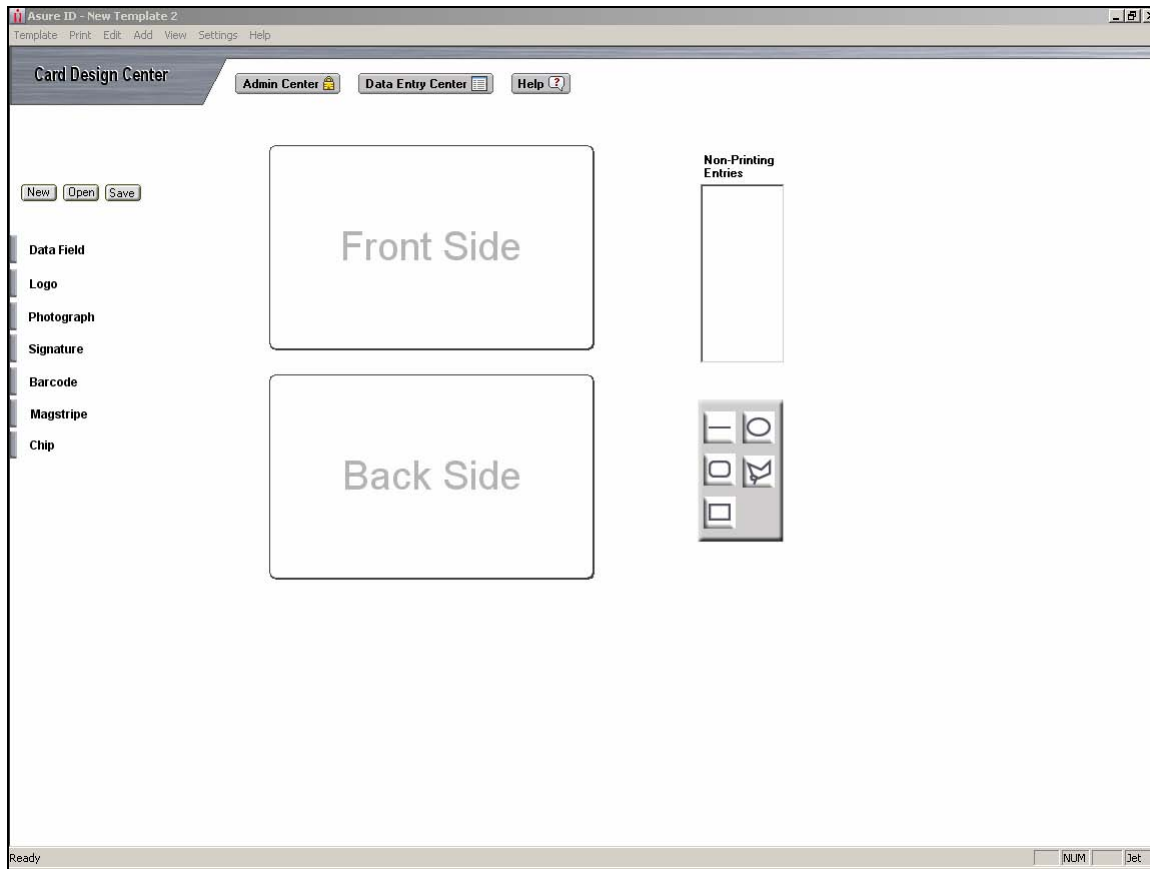 Asure ID - New Template 2
Template Print Edit Add View Settings Help
Card Design Center
Admin Center
Data Entry Center
Help
New Open Save
Data Field
Logo
Photograph
Signature
Barcode
Magstripe
Chip
Front Side
Back Side
Non-Printing
Entries
Ready
NUM
Jet